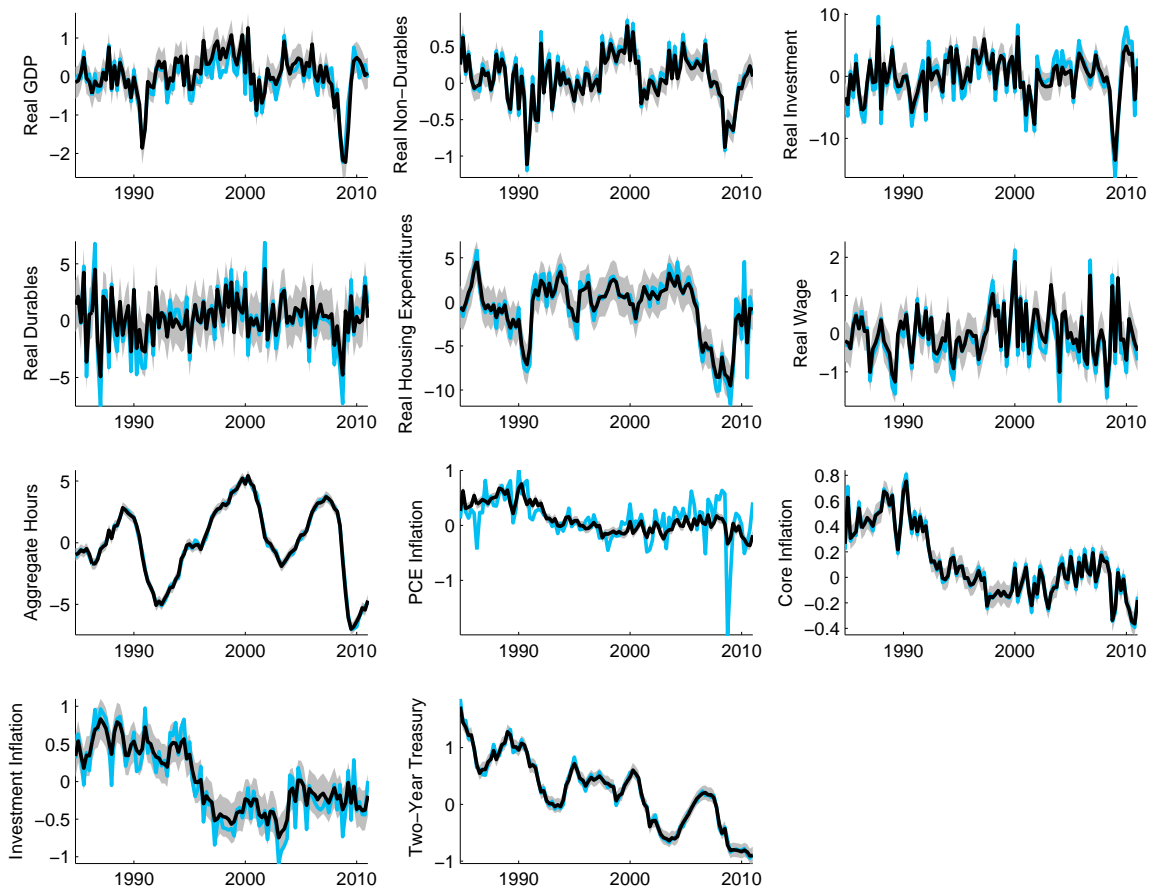 Real GDP
1
0
−1
−2
1990 2000 2010
Real Non−Durables
0.5
0
−0.5
−1
1990 2000 2010
Real Investment
10
0
−10
1990 2000 2010
Real Durables
5
0
−5
1990 2000 2010
Real Housing Expenditures
5
0
−5
−10
1990 2000 2010
Real Wage
2
1
0
−1
1990 2000 2010
Aggregate Hours
5
0
−5
1990 2000 2010
PCE Inflation
1
0
−1
1990 2000 2010
Core Inflation
0.8
0.6
0.4
0.2
0
−0.2
−0.4
1990 2000 2010
Investment Inflation
1
0.5
0
−0.5
−1
1990 2000 2010
Two−Year Treasury
1
0
−1
1990 2000 2010